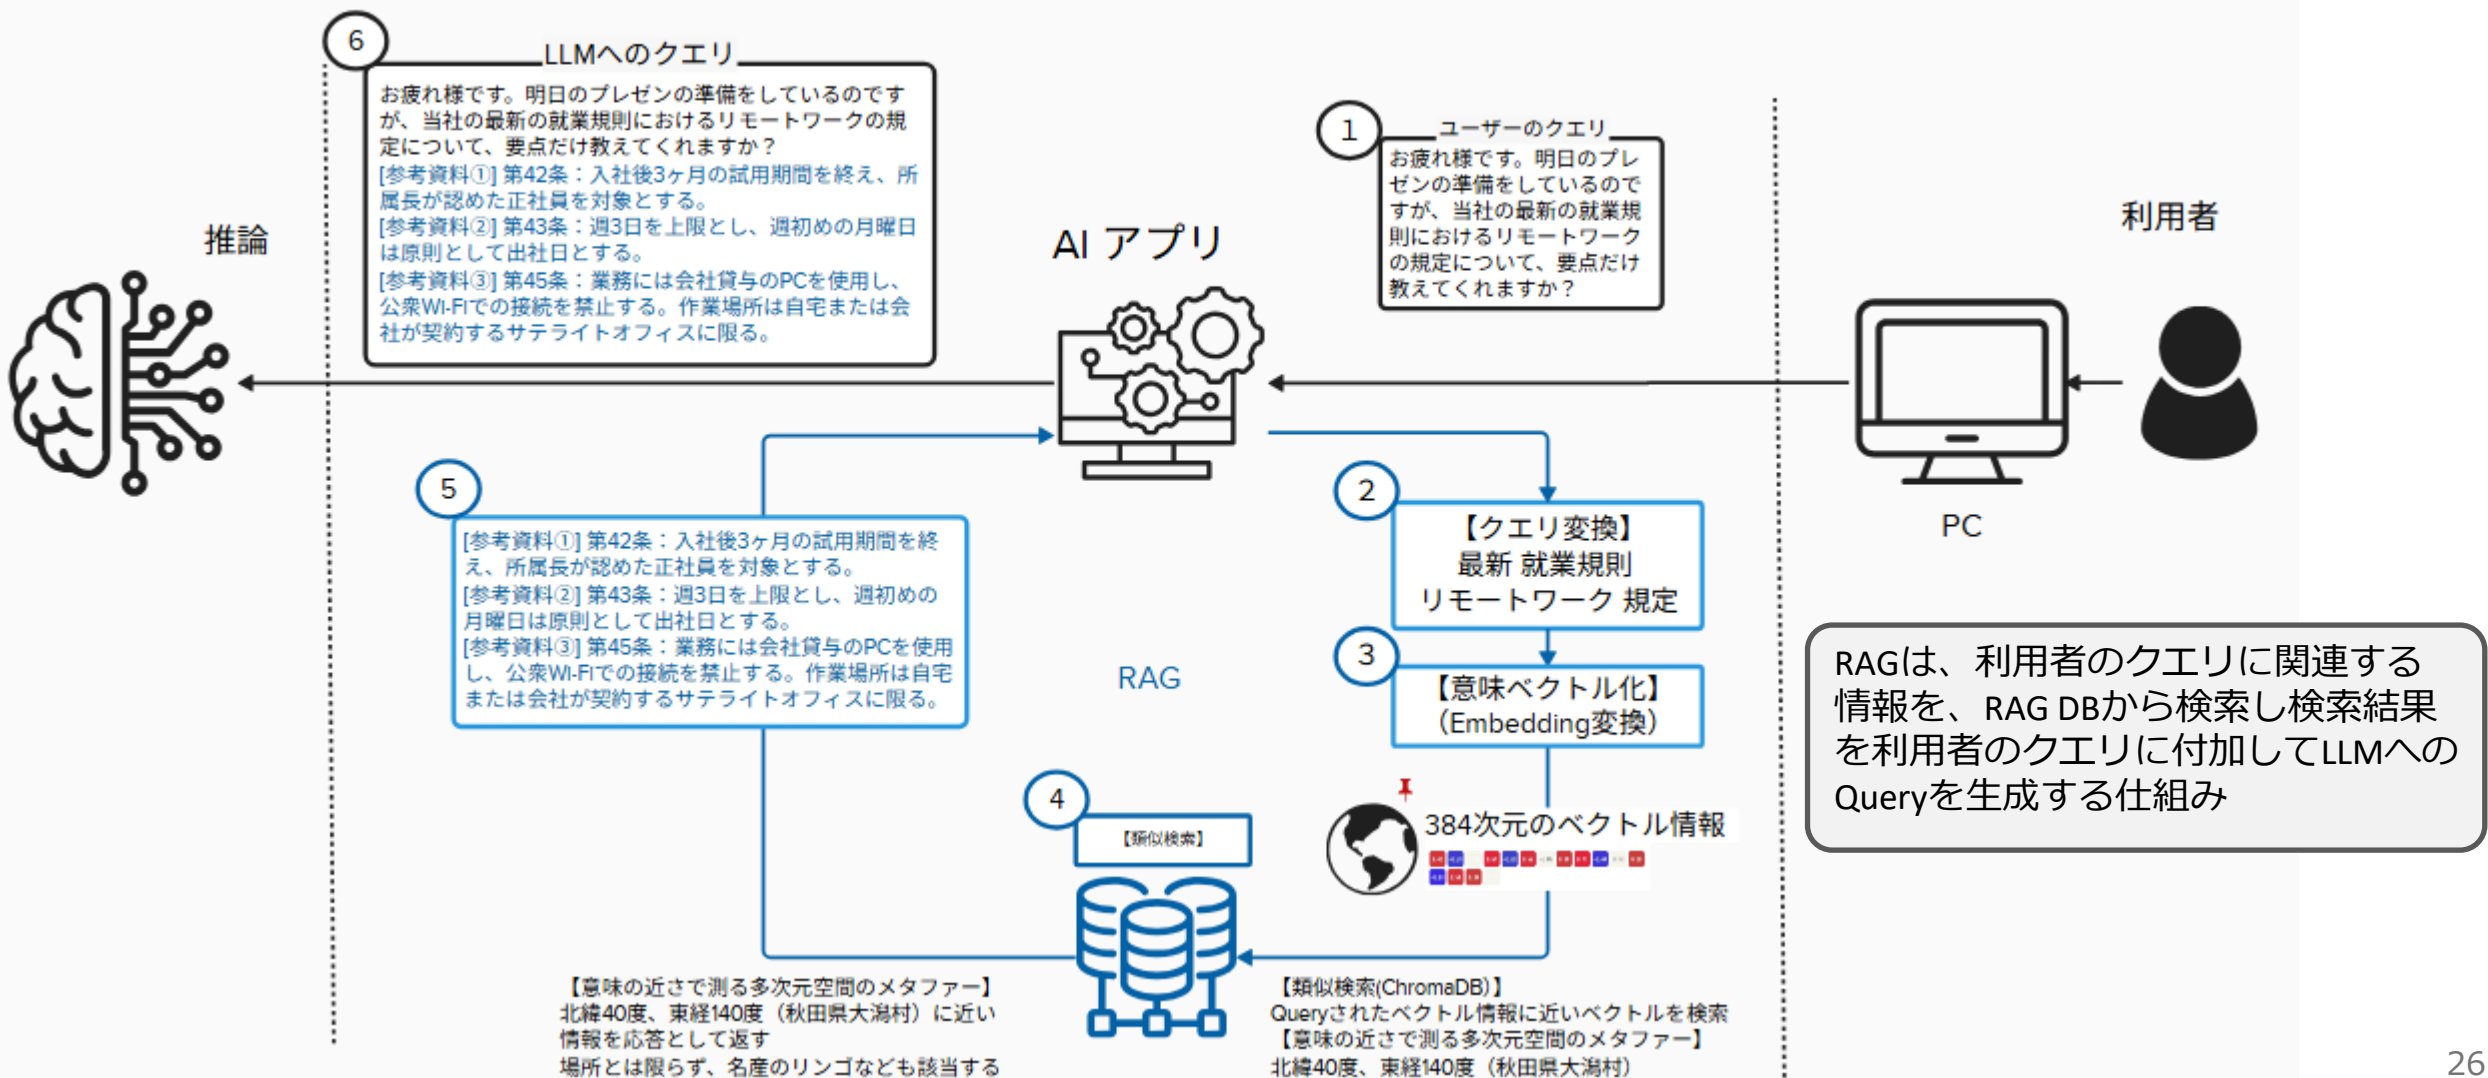 6
LLMへのクエリ
お疲れ様です。明日のプレゼンの準備をしているのです
が、当社の最新の就業規則におけるリモートワークの規
定について、要点だけ教えてくれますか？
[参考資料①] 第42条：入社後3ヶ月の試用期間を終え、所
属長が認めた正社員を対象とする。
[参考資料②] 第43条：週3日を上限とし、週初めの月曜日
は原則として出社日とする。
[参考資料③] 第45条：業務には会社貸与のPCを使用し、
公衆Wi-Fiでの接続を禁止する。作業場所は自宅または会
社が契約するサテライトオフィスに限る。
1
ユーザーのクエリ
お疲れ様です。明日のプレ
ゼンの準備をしているので
すが、当社の最新の就業規
則におけるリモートワーク
の規定について、要点だけ
教えてくれますか？
推論
AI アプリ
利用者
PC
5
[参考資料①] 第42条：入社後3ヶ月の試用期間を終
え、所属長が認めた正社員を対象とする。
[参考資料②] 第43条：週3日を上限とし、週初めの
月曜日は原則として出社日とする。
[参考資料③] 第45条：業務には会社貸与のPCを使用
し、公衆Wi-Fiでの接続を禁止する。作業場所は自宅
または会社が契約するサテライトオフィスに限る。
RAG
2
【クエリ変換】
最新 就業規則
リモートワーク 規定
3
【意味ベクトル化】
（Embedding変換）
RAGは、利用者のクエリに関連する
情報を、RAG DBから検索し検索結果
を利用者のクエリに付加してLLMへの
Queryを生成する仕組み
4
【類似検索】
384次元のベクトル情報
【意味の近さで測る多次元空間のメタファー】
北緯40度、東経140度（秋田県大潟村）に近い
情報を応答として返す
場所とは限らず、名産のリンゴなども該当する
【類似検索(ChromaDB)】
Queryされたベクトル情報に近いベクトルを検索
【意味の近さで測る多次元空間のメタファー】
北緯40度、東経140度（秋田県大潟村）
26